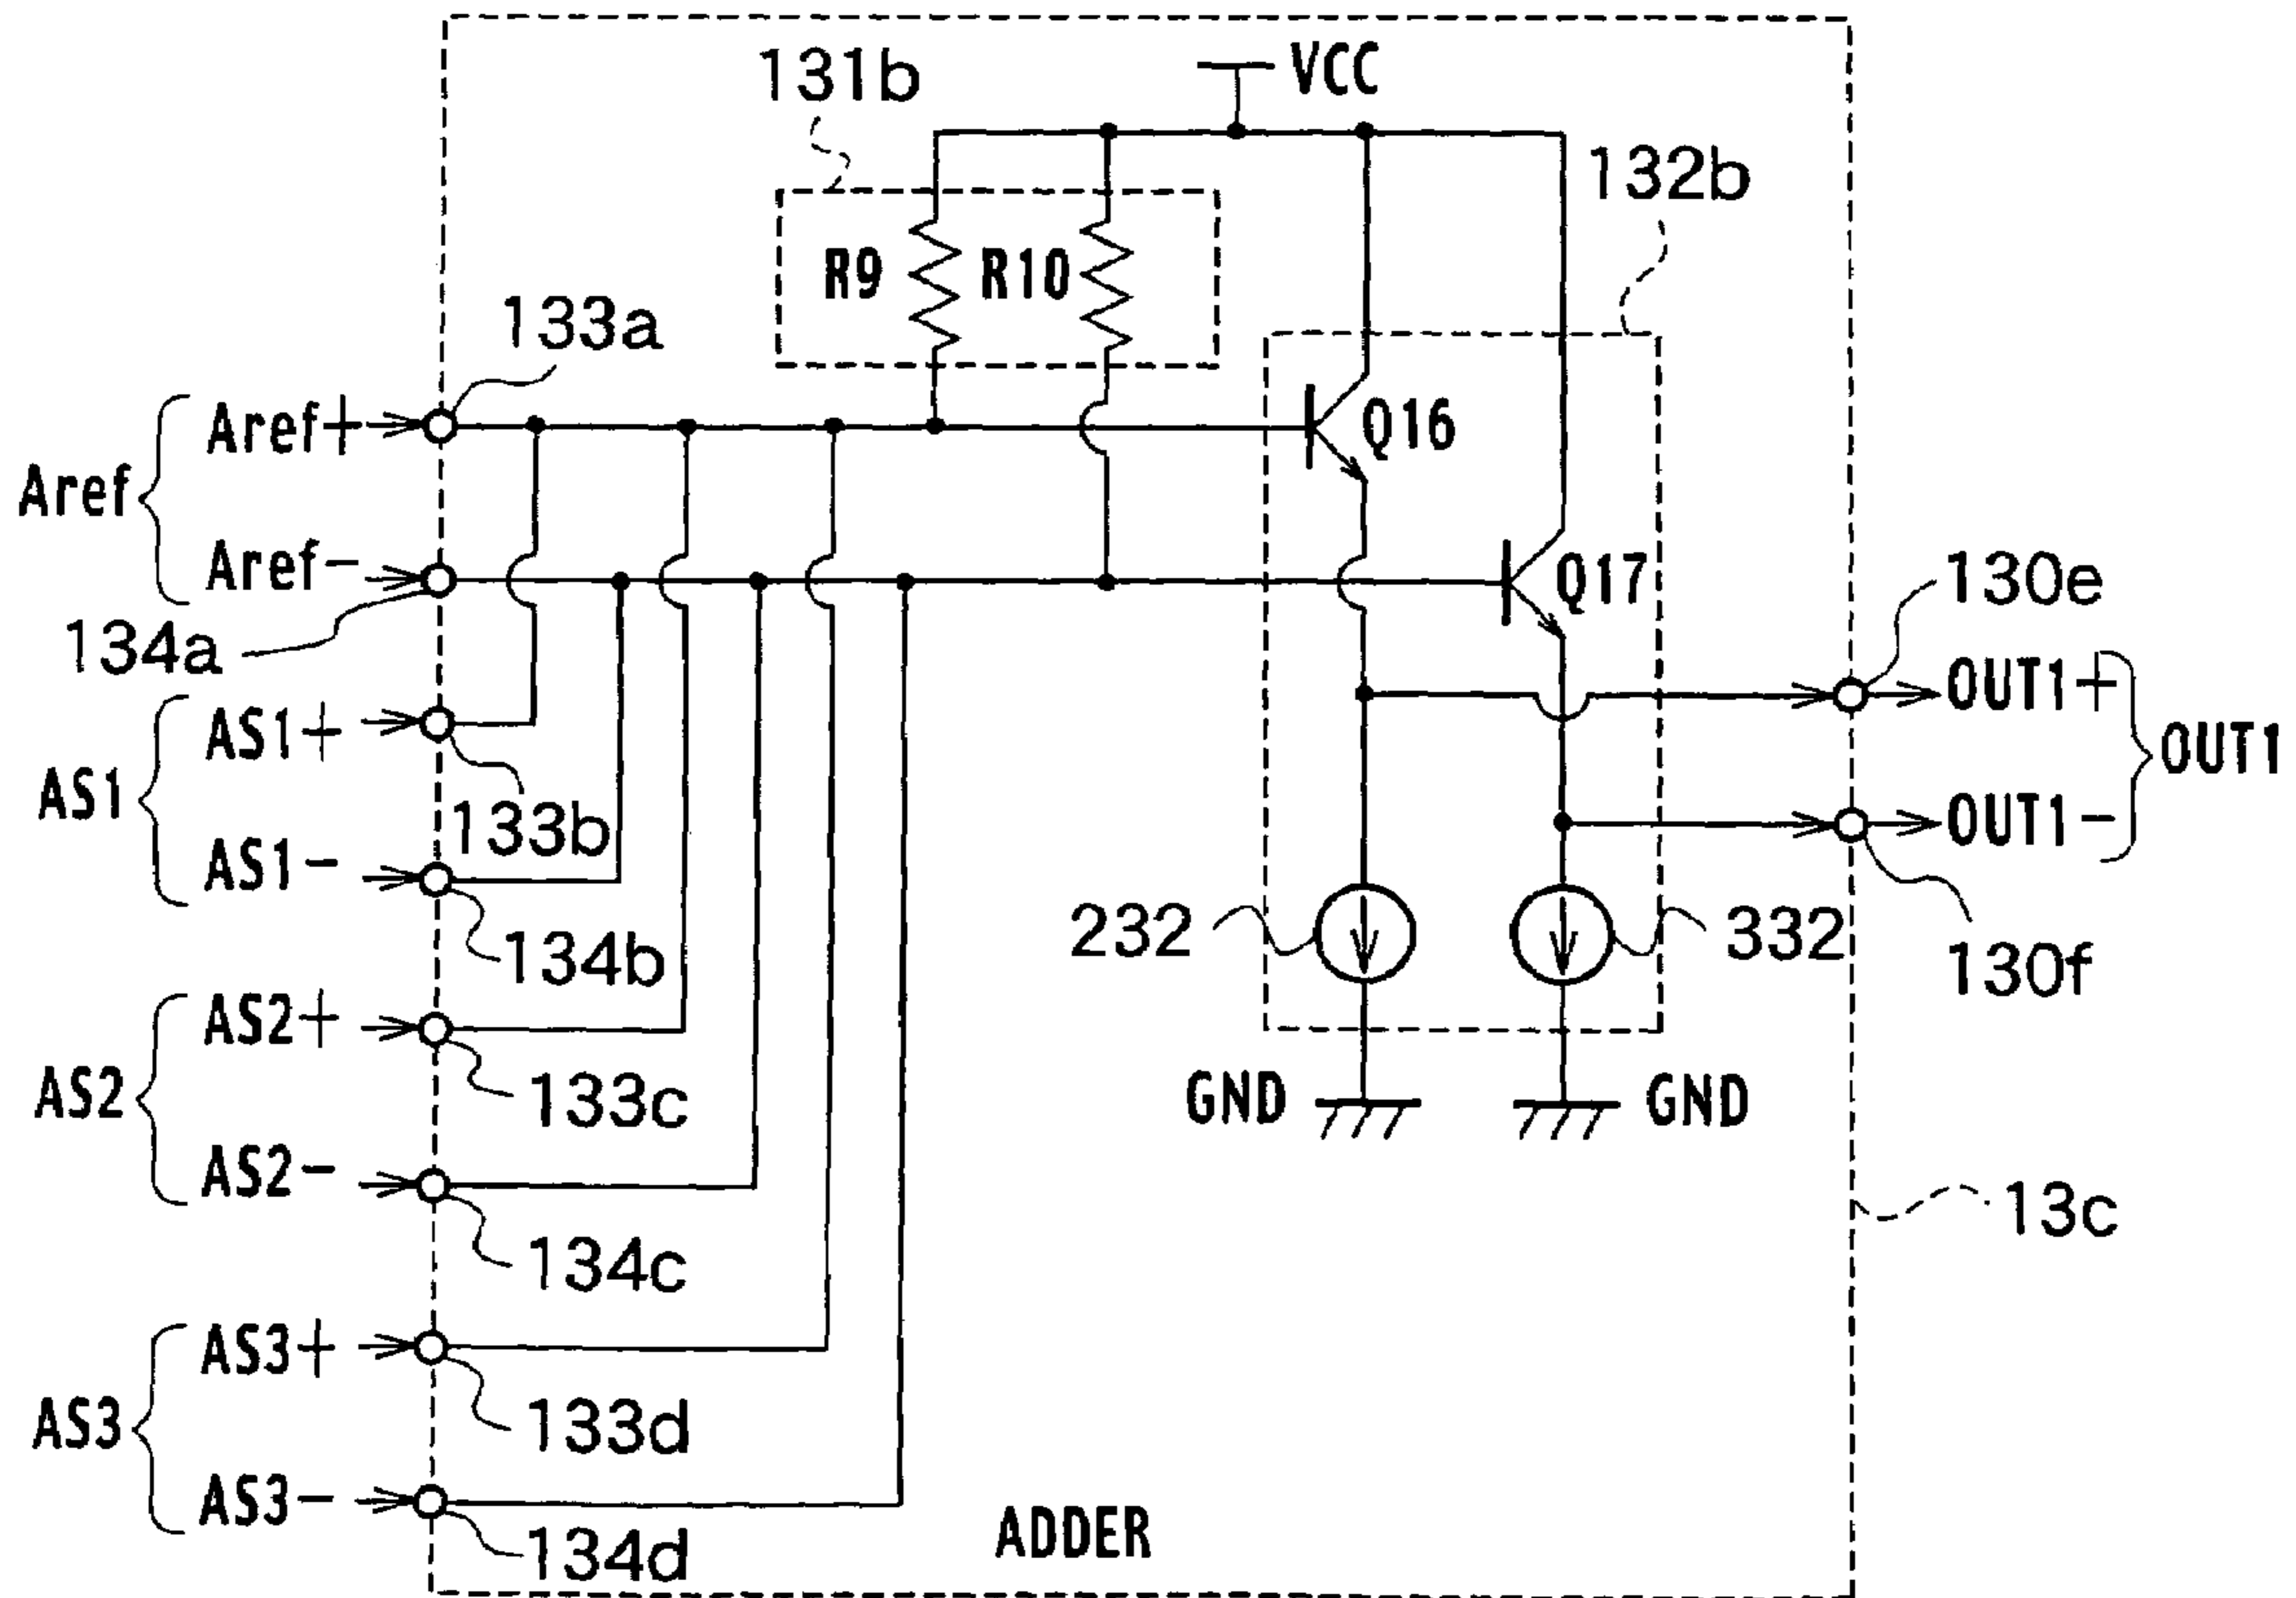 VCC
131b
132b
R9
R10
133a
Aref+
Q16
Aref
Aref−
Q17
130e
134a
OUT1+
AS1+
OUT1
AS1
133b
OUT1−
AS1−
134b
232
332
130f
AS2+
AS2
133c
GND
GND
AS2−
13c
134c
AS3+
AS3
133d
AS3−
ADDER
134d